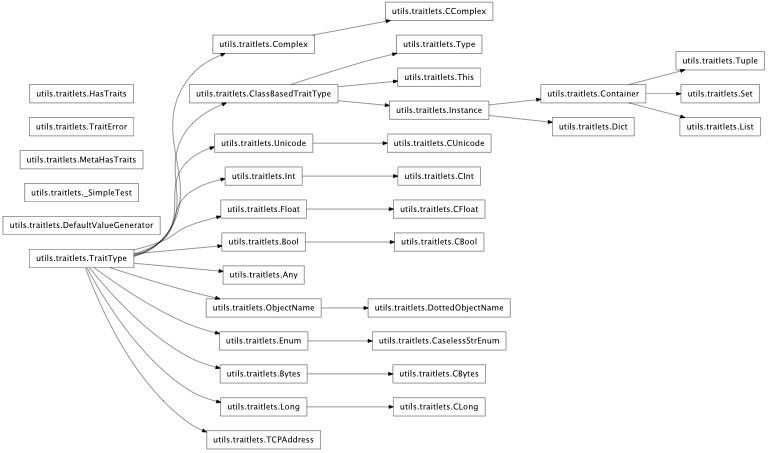 utils.traitlets.CComplex
utils.traitlets.Complex
utils.traitlets.Type
utils.traitlets.Tuple
utils.traitlets.This
utils.traitlets.HasTraits
utils.traitlets.ClassBasedTraitType
utils.traitlets.Container
utils.traitlets.Set
utils.traitlets.Instance
utils.traitlets.TraitError
utils.traitlets.Dict
utils.traitlets.List
utils.traitlets.Unicode
utils.traitlets.CUnicode
utils.traitlets.MetaHasTraits
utils.traitlets.Int
utils.traitlets.CInt
utils.traitlets._SimpleTest
utils.traitlets.Float
utils.traitlets.CFloat
utils.traitlets.DefaultValueGenerator
utils.traitlets.Bool
utils.traitlets.CBool
utils.traitlets.TraitType
utils.traitlets.Any
utils.traitlets.ObjectName
utils.traitlets.DottedObjectName
utils.traitlets.Enum
utils.traitlets.CaselessStrEnum
utils.traitlets.Bytes
utils.traitlets.CBytes
utils.traitlets.Long
utils.traitlets.CLong
utils.traitlets.TCPAddress